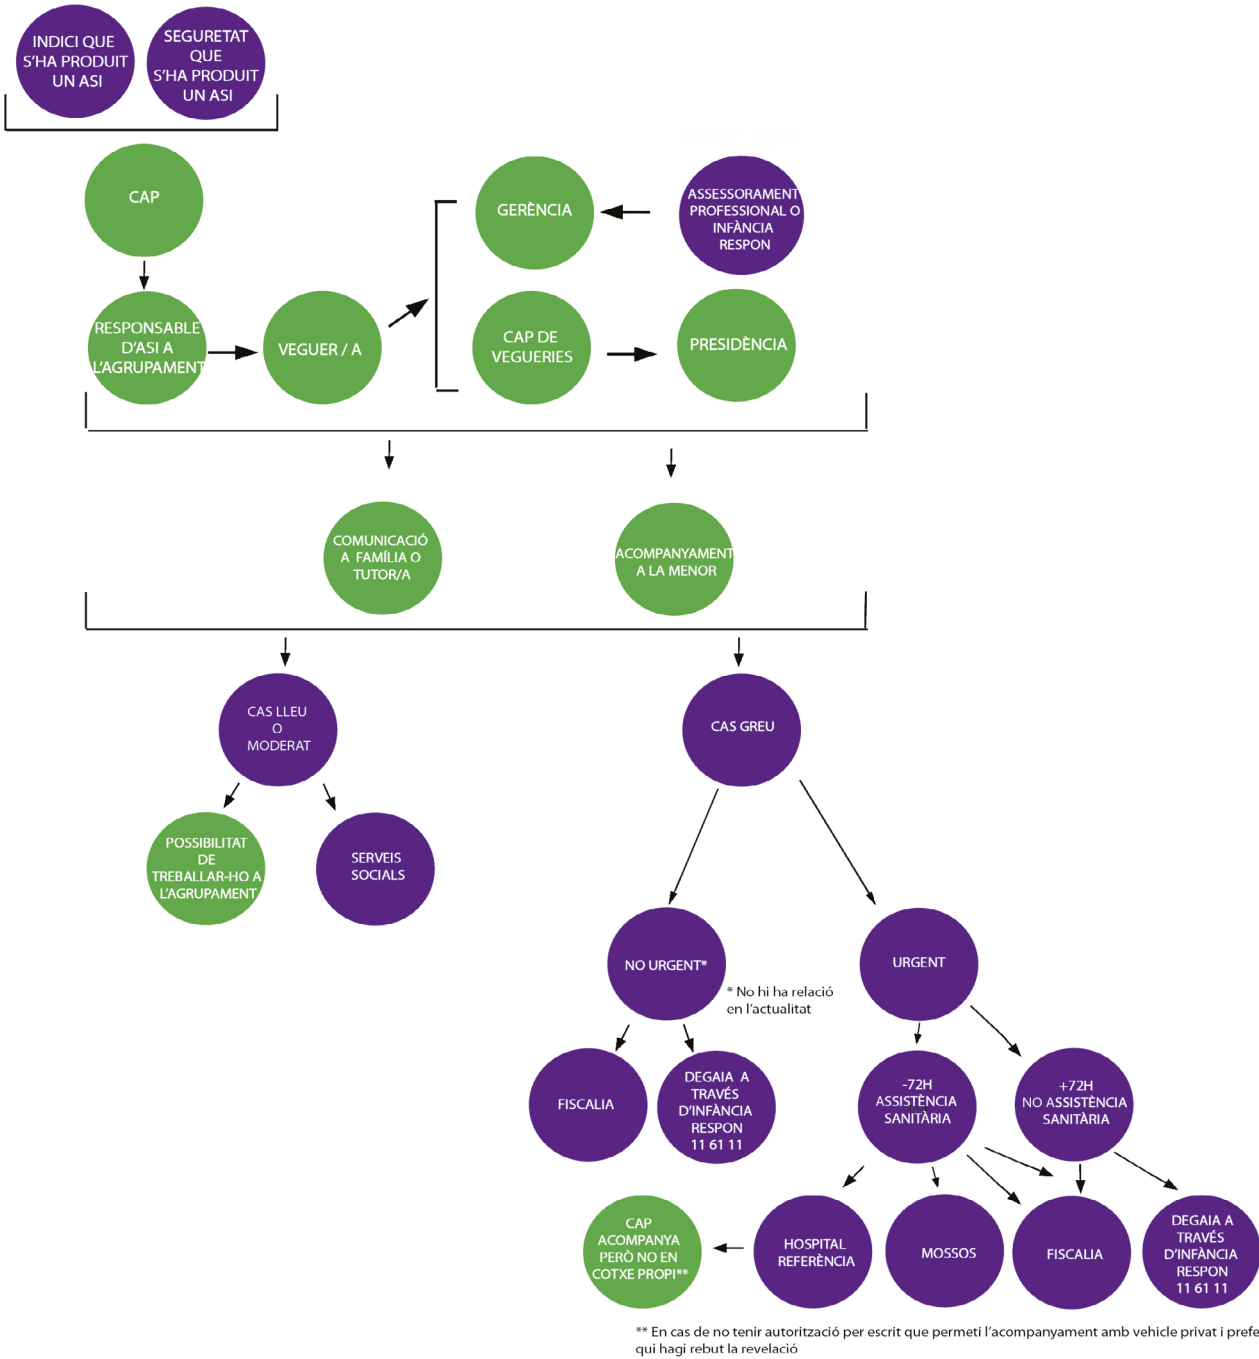 INDICI QUE
S'HA PRODUIT
UN ASI
SEGURETAT
QUE
S'HA PRODUIT
UN ASI
CAP
GERÈNCIA
ASSESSORAMENT
PROFESSIONAL O
INFÀNCIA
RESPON
RESPONSABLE
D'ASI A
L'AGRUPAMENT
VEGUER / A
CAP DE
VEGUERIES
PRESIDÈNCIA
COMUNICACIÓ
A FAMÍLIA O
TUTOR/A
ACOMPANYAMENT
A LA MENOR
CAS LLEU
O
MODERAT
CAS GREU
POSSIBILITAT
DE
TREBALLAR-HO A
L'AGRUPAMENT
SERVEIS
SOCIALS
NO URGENT*
* No hi ha relació
en l'actualitat
URGENT
FISCALIA
DEGAIA A
TRAVÉS
D'INFÀNCIA
RESPON
11 61 11
-72H
ASSISTÈNCIA
SANITÀRIA
+72H
NO ASSISTÈNCIA
SANITÀRIA
CAP
ACOMPANYA
PERÒ NO EN
COTXE PROPI**
HOSPITAL
REFERÈNCIA
MOSSOS
FISCALIA
DEGAIA A
TRAVÉS
D'INFÀNCIA
RESPON
11 61 11
** En cas de no tenir autorització per escrit que permeti l'acompanyament amb vehicle privat i prefe
qui hagi rebut la revelació